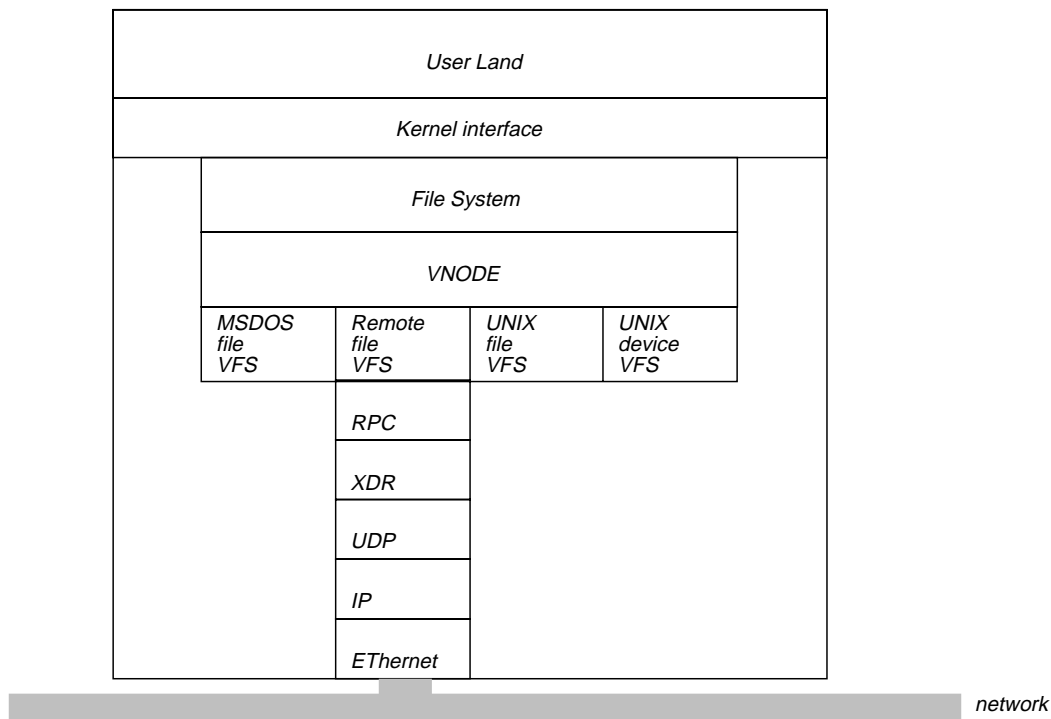 User Land
Kernel interface
File System
VNODE
MSDOS
file
VFS
Remote
file
VFS
UNIX
file
VFS
UNIX
device
VFS
RPC
XDR
UDP
IP
EThernet
network